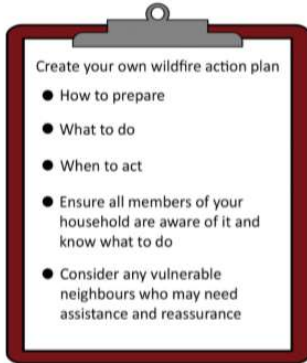 Create your own wildfire action plan
● How to prepare
● What to do
● When to act
● Ensure all members of your
household are aware of it and
know what to do
● Consider any vulnerable
neighbours who may need
assistance and reassurance